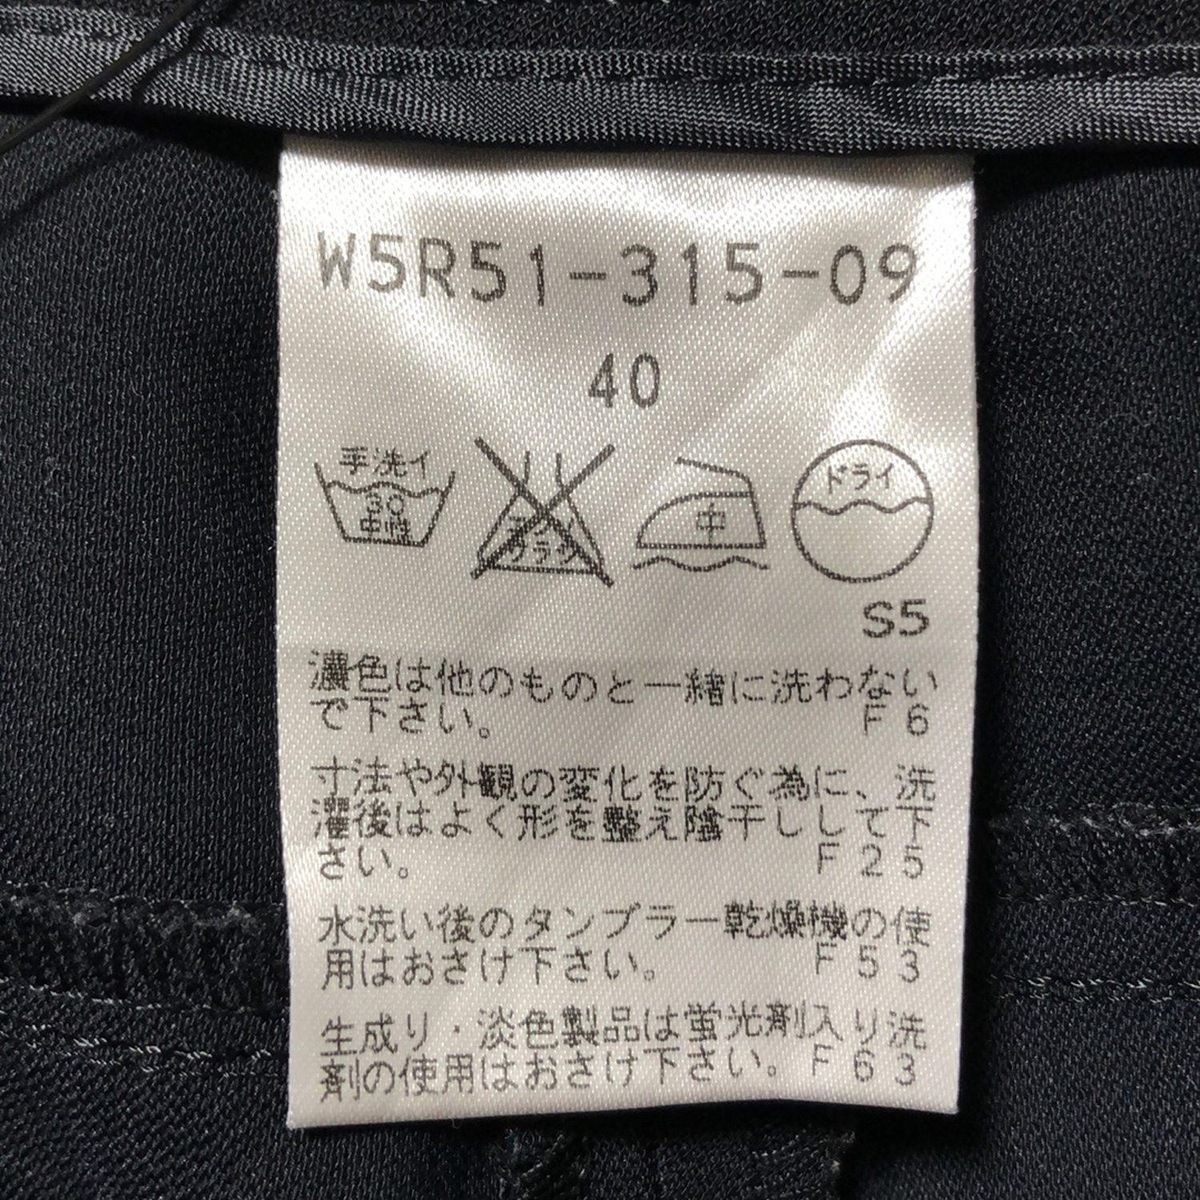 W5R51-315-09
40
手洗イ
30
中性
エンソ
サラシ
中
ドライ
S5
濃色は他のものと一緒に洗わない
で下さい。 F6
寸法や外観の変化を防ぐ為に、洗
濯後はよく形を整え陰干しして下
さい。 F25
水洗い後のタンブラー乾燥機の使
用はおさけ下さい。 F53
生成り・淡色製品は蛍光剤入り洗
剤の使用はおさけ下さい。 F63